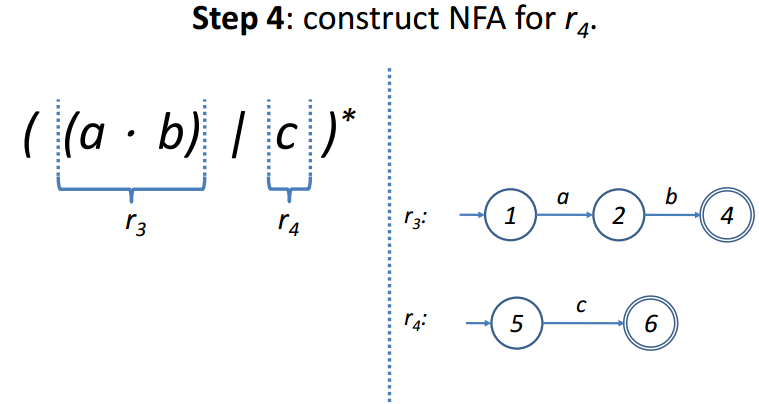 Step 4: construct NFA for r4.
( (a · b) | c )*
r3
r4
r3: 1 a 2 b 4
r4: 5 c 6